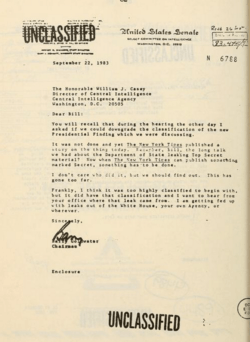 UNCLASSIFIED
United States Senate
SELECT COMMITTEE ON INTELLIGENCE
WASHINGTON, D.C. 20510
N 6788
September 22, 1983
The Honorable William J. Casey
Director of Central Intelligence
Central Intelligence Agency
Washington, D.C. 20505
Dear Bill:
You will recall that during the hearing the other day I
asked if we could downgrade the classification of the new
Presidential Finding which we were discussing.
It was not done and yet The New York Times published a
story on the thing today.
had about the Department of State leaking Top Secret
material? Now when The New York Times can publish something
marked Secret, something has to be done.
I don't care who did it, but we should find out. This has
gone too far.
Frankly, I think it was too highly classified to begin with,
but it did have that classification and I want to hear from
your office where that leak came from. I am getting fed up
with leaks out of the White House, your own Agency, or
wherever.
Sincerely,
Barry Goldwater
Chairman
Enclosure
UNCLASSIFIED